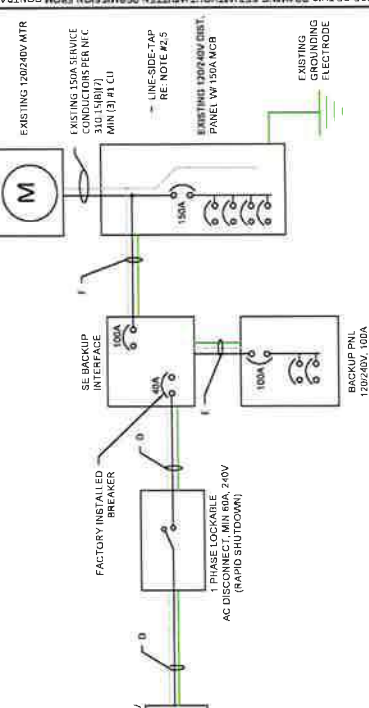 EXISTING 120/240V MTR
M
EXISTING 150A SERVICE
CONDUCTORS PER NEC
310.15(B)(7)
MIN (3) #1 CU
LINE-SIDE-TAP
RE: NOTE #2.5
EXISTING 120/240V DIST.
PANEL W/ 150A MCB
EXISTING
GROUNDING
ELECTRODE
150A
F
SE BACKUP
INTERFACE
100A
40A
FACTORY INSTALLED
BREAKER
D
F
100A
BACKUP PNL
120/240V, 100A
1 PHASE LOCKABLE
AC DISCONNECT, MIN 60A, 240V
(RAPID SHUTDOWN)
D